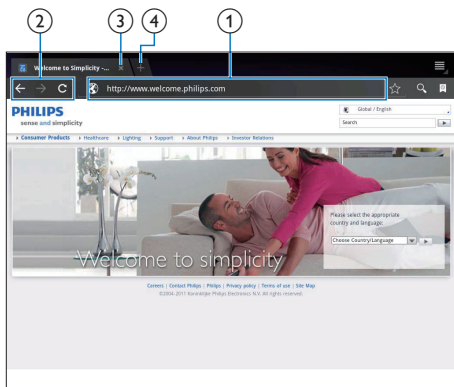 2 3 4 1
Welcome to Simplicity -...
http://www.welcome.philips.com
PHILIPS
sense and simplicity
Global / English
Search
Consumer Products Healthcare Lighting Support About Philips Investor Relations
Please select the appropriate
country and language:
Choose Country/Language
Welcome to simplicity
Careers | Contact Philips | Philips | Privacy policy | Terms of use | Site Map
©2004-2011 Koninklijke Philips Electronics N.V. All rights reserved.